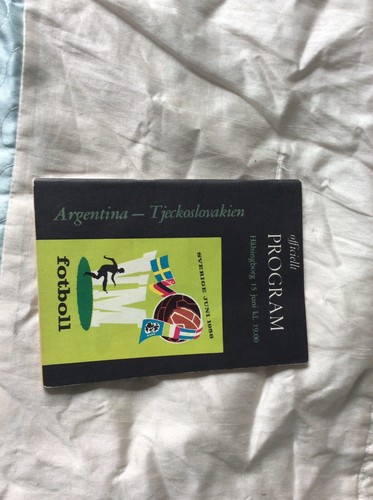 officiellt
PROGRAM
Hälsingborg 15 juni kl. 19.00
Argentina — Tjeckoslovakien
SVERIGE JUNI 1958
VM
fotboll